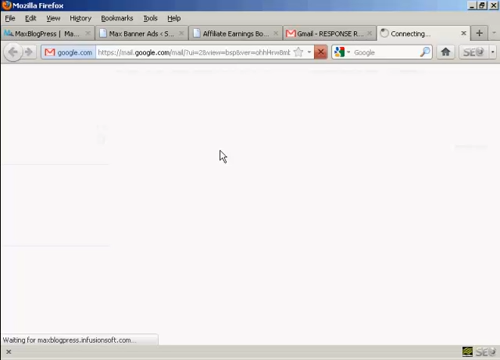 Mozilla Firefox
File Edit View History Bookmarks Tools Help
MaxBlogPress | Ma... Max Banner Ads - S... Affiliate Earnings Bo... Gmail - RESPONSE R... Connecting...
google.com https://mail.google.com/mail/?ui=2&view=bsp&ver=ohhl4rw8mb Google SEO
Waiting for maxblogpress.infusionsoft.com...
SEO